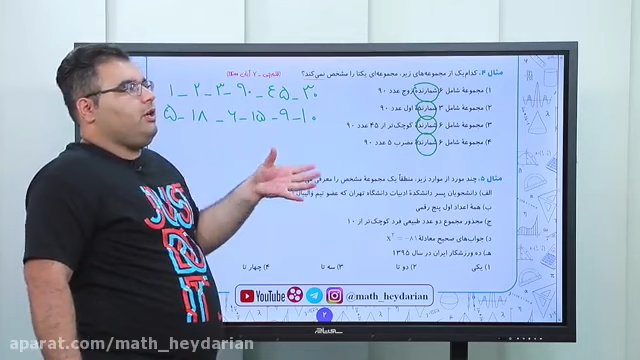 مثال ۴. کدام‌یک از مجموعه‌های زیر، مجموعه‌ای یکتا را مشخص نمی‌کند؟
۱) مجموعهٔ شامل ۶ شمارندهٔ زوج عدد ۹۰
۲) مجموعهٔ شامل ۳ شمارندهٔ اول عدد ۹۰
۳) مجموعهٔ شامل ۶ شمارندهٔ کوچک‌تر از ۴۵ عدد ۹۰
۴) مجموعهٔ شامل ۶ شمارندهٔ مضرب ۵ عدد ۹۰
۱ _ ۲ _ ۳ _ ۹۰ _ ۴۵ _ ۳۰
۵ _ ۱۸ _ ۶ _ ۱۵ _ ۹ _ ۱۰
مثال ۵. چند مورد از موارد زیر، منطقاً یک مجموعهٔ مشخص را معرفی
الف) دانشجویان پسر دانشکدهٔ ادبیات دانشگاه تهران که عضو تیم والیبال
ب) همهٔ اعداد اول پنج رقمی
ج) مجذور مجموع دو عدد طبیعی فرد کوچک‌تر از ۱۰
د) جواب‌های صحیح معادلهٔ x² = −۸۱
هـ) ده ورزشکار ایران در سال ۱۳۹۵
۱) یکی ۲) دو تا ۳) سه تا ۴) چهار تا
YouTube @math_heydarian
۲
aparat.com/math_heydarian